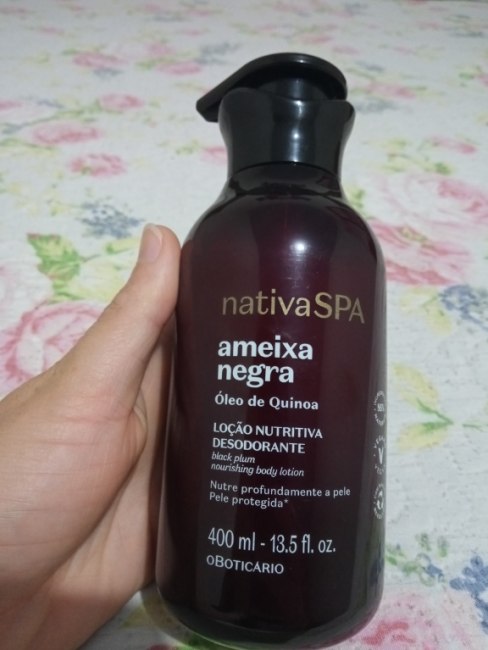 nativaSPA
ameixa
negra
Óleo de Quinoa
LOÇÃO NUTRITIVA
DESODORANTE
black plum
nourishing body lotion
Nutre profundamente a pele
Pele protegida*
400 ml - 13.5 fl. oz.
oBOTICÁRIO